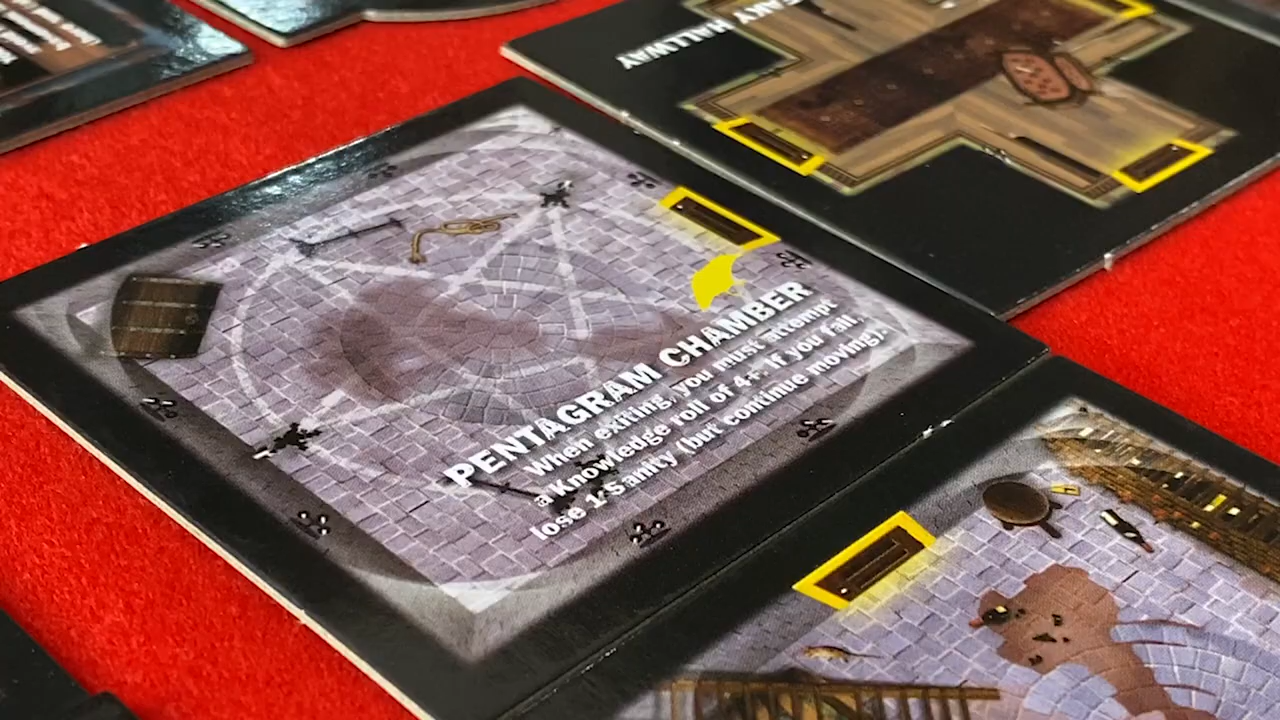 EAKY HALLWAY
PENTAGRAM CHAMBER
When exiting, you must attempt
a Knowledge roll of 4+. If you fail,
lose 1 Sanity (but continue moving).